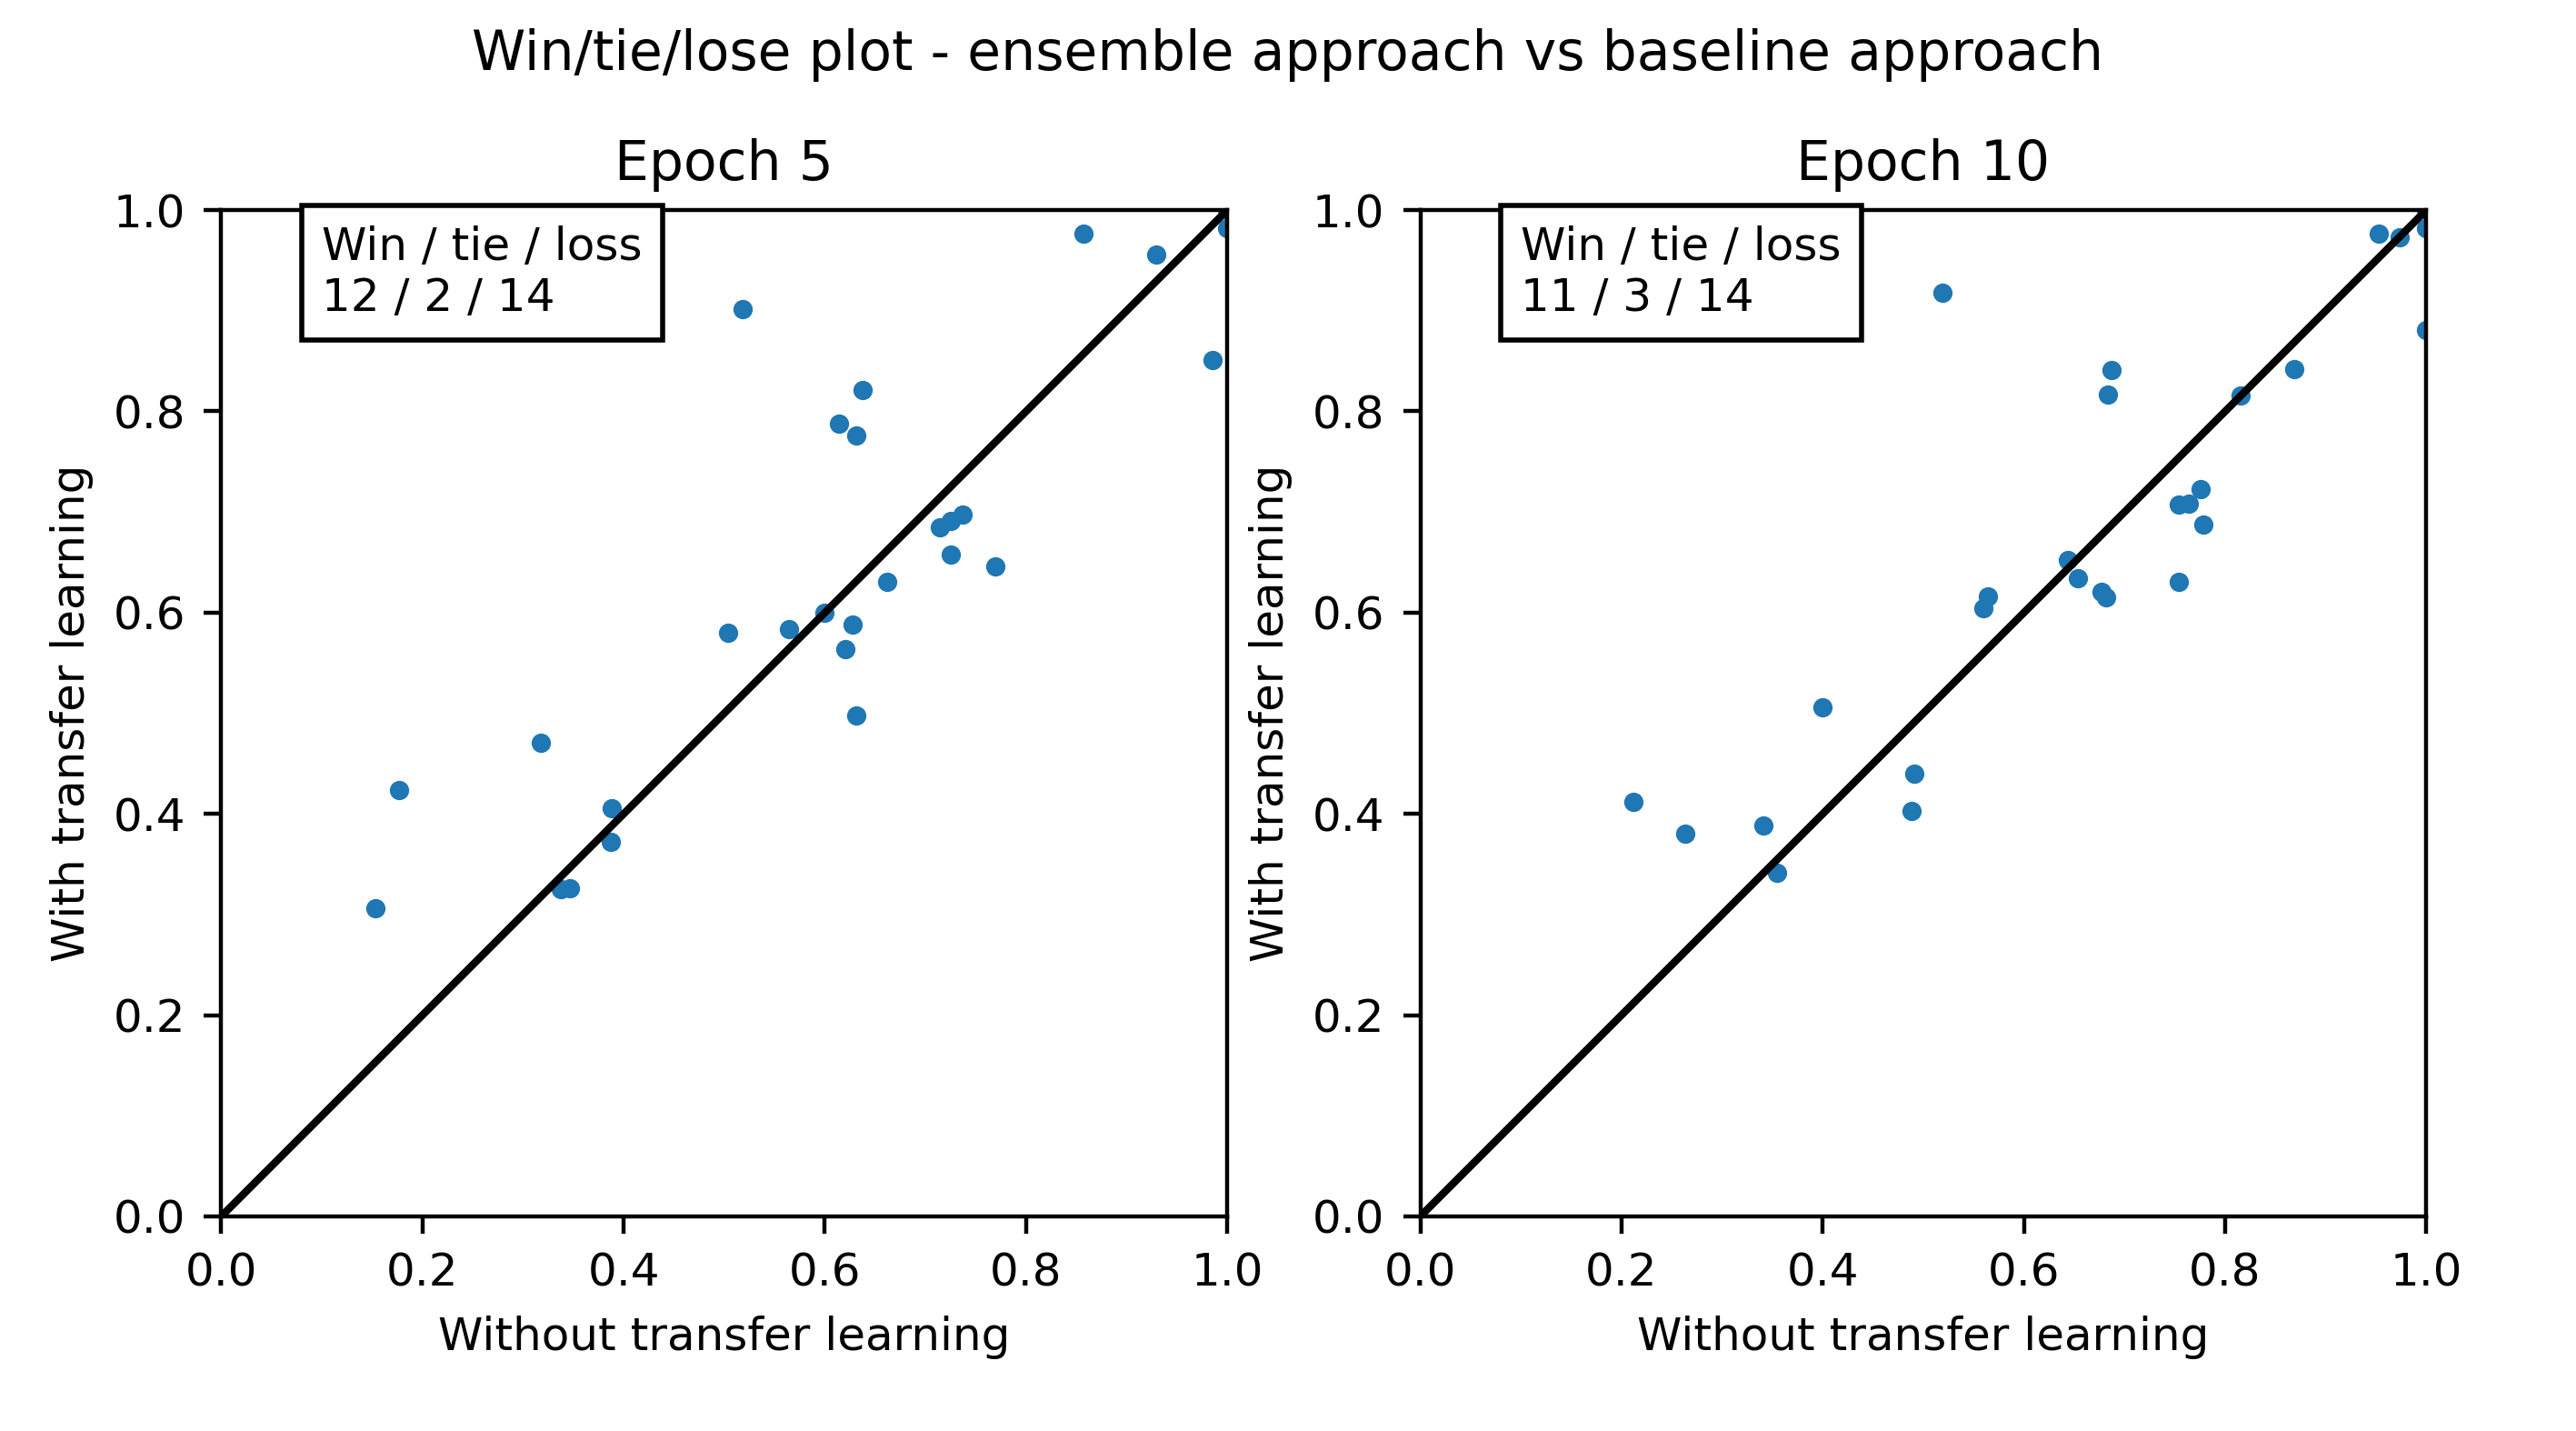 Win/tie/lose plot - ensemble approach vs baseline approach
Epoch 5
Win / tie / loss
12 / 2 / 14
With transfer learning
1.0
0.8
0.6
0.4
0.2
0.0
0.0 0.2 0.4 0.6 0.8 1.0
Without transfer learning
Epoch 10
Win / tie / loss
11 / 3 / 14
With transfer learning
1.0
0.8
0.6
0.4
0.2
0.0
0.0 0.2 0.4 0.6 0.8 1.0
Without transfer learning